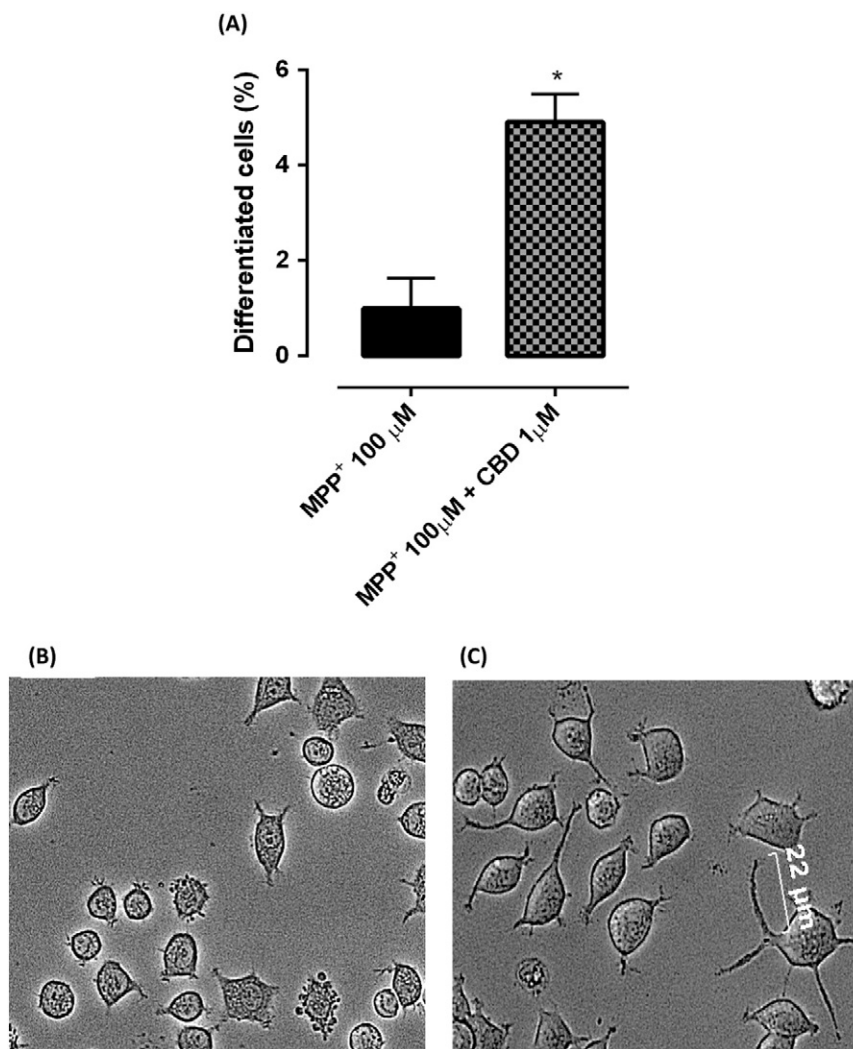 (A)
Differentiated cells (%)
6
4
2
0
*
MPP⁺ 100 μM
MPP⁺ 100μM + CBD 1μM
(B)
(C)
22 μm